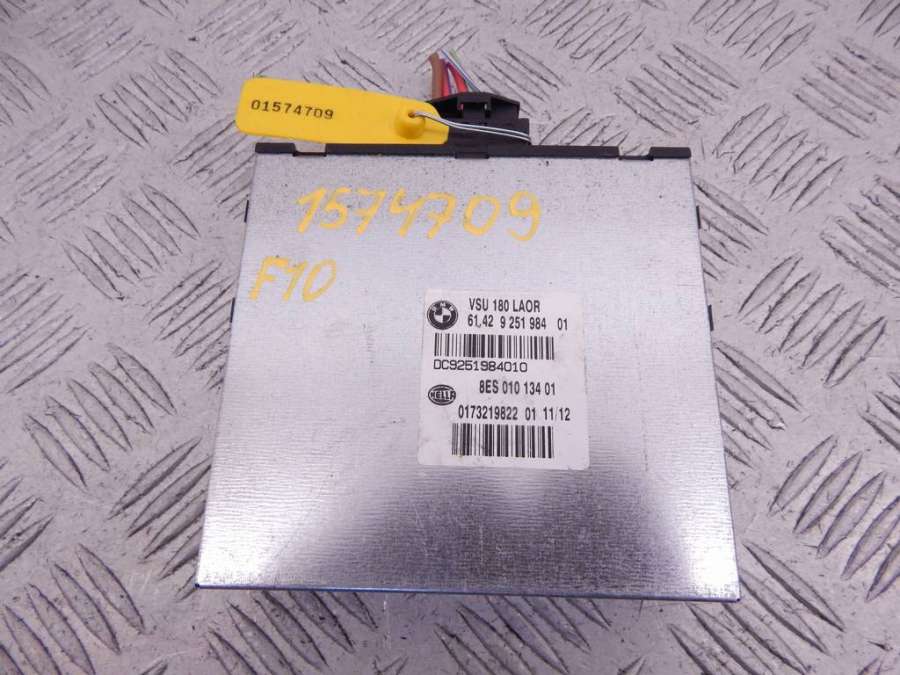 01574709
1574709
F10
BMW
VSU 180 LAOR
61.42 9 251 984 01
DC9251984010
HELLA
8ES 010 134 01
0173219822 01 11/12